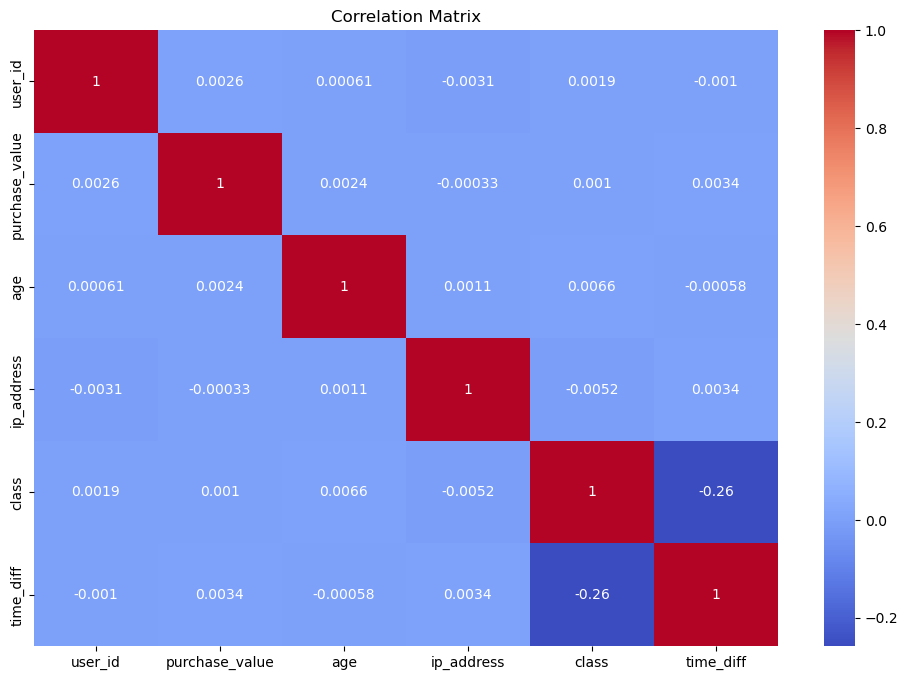 Correlation Matrix
user_id 1 0.0026 0.00061 -0.0031 0.0019 -0.001
purchase_value 0.0026 1 0.0024 -0.00033 0.001 0.0034
age 0.00061 0.0024 1 0.0011 0.0066 -0.00058
ip_address -0.0031 -0.00033 0.0011 1 -0.0052 0.0034
class 0.0019 0.001 0.0066 -0.0052 1 -0.26
time_diff -0.001 0.0034 -0.00058 0.0034 -0.26 1
user_id purchase_value age ip_address class time_diff
1.0
0.8
0.6
0.4
0.2
0.0
−0.2